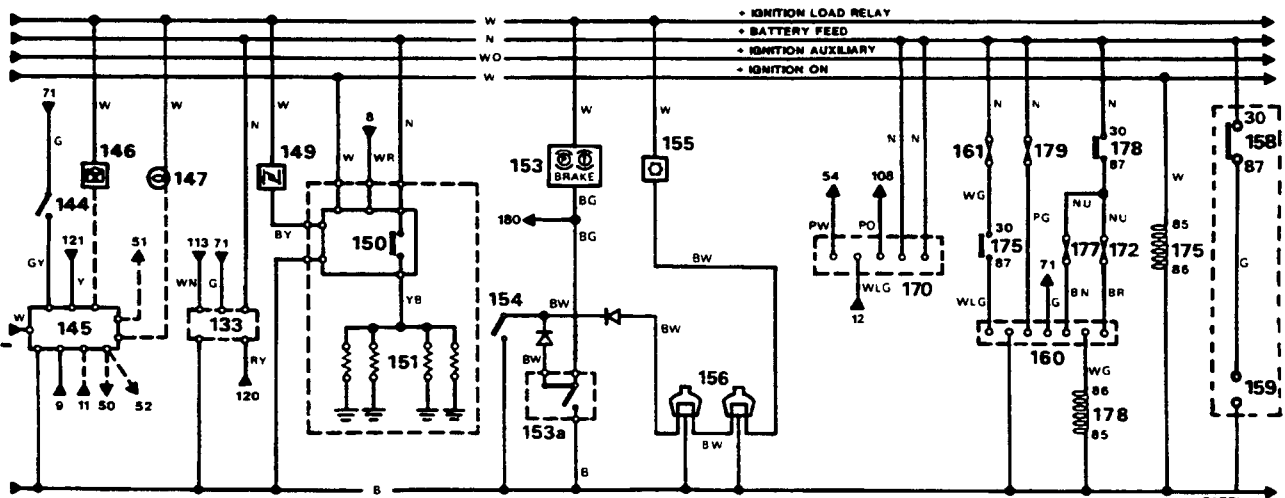 W + IGNITION LOAD RELAY
N + BATTERY FEED
WO + IGNITION AUXILIARY
W + IGNITION ON
71
8
30
30
G W W N W W WR N W W N N N W 158
146 147 149 153 155 161 179 178
BRAKE 54 108 87 87
144 BG WG NU NU 85
121 51 113 71 BY 150 180 PW PO 30 PG 175
GY Y WN G BG BW 175 177 172 86 G
WLG 170 87 71
W YB 154 BW 12 WLG G BN BR
145 133 BW
151 BW 160
RY 156 WG 159
9 11 50 52 120 86
153a BW 178
85
B B